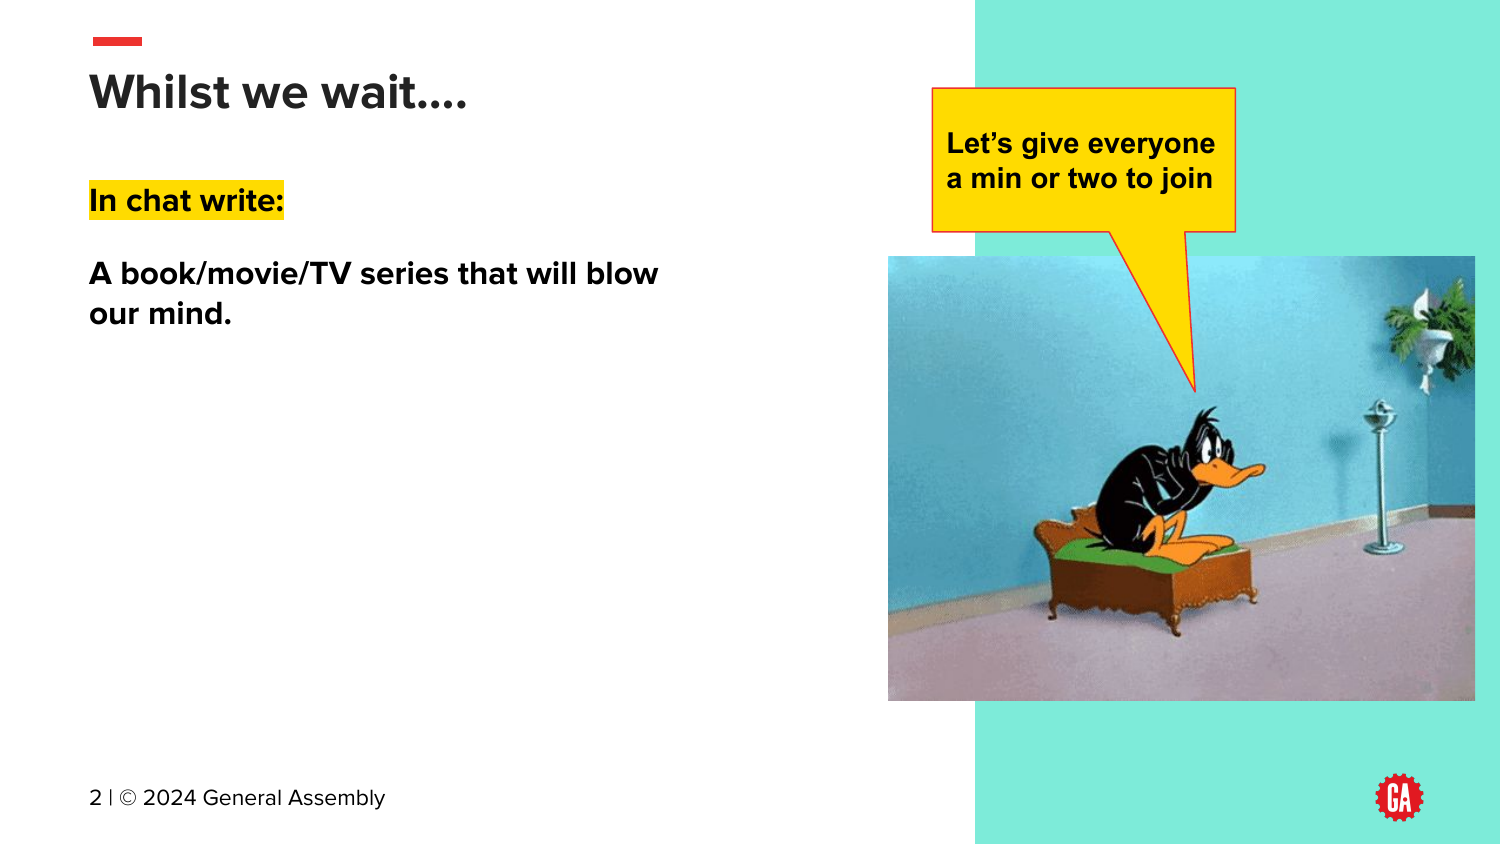 Whilst we wait....
In chat write:
A book/movie/TV series that will blow
our mind.
Let’s give everyone
a min or two to join
2 | © 2024 General Assembly
GA